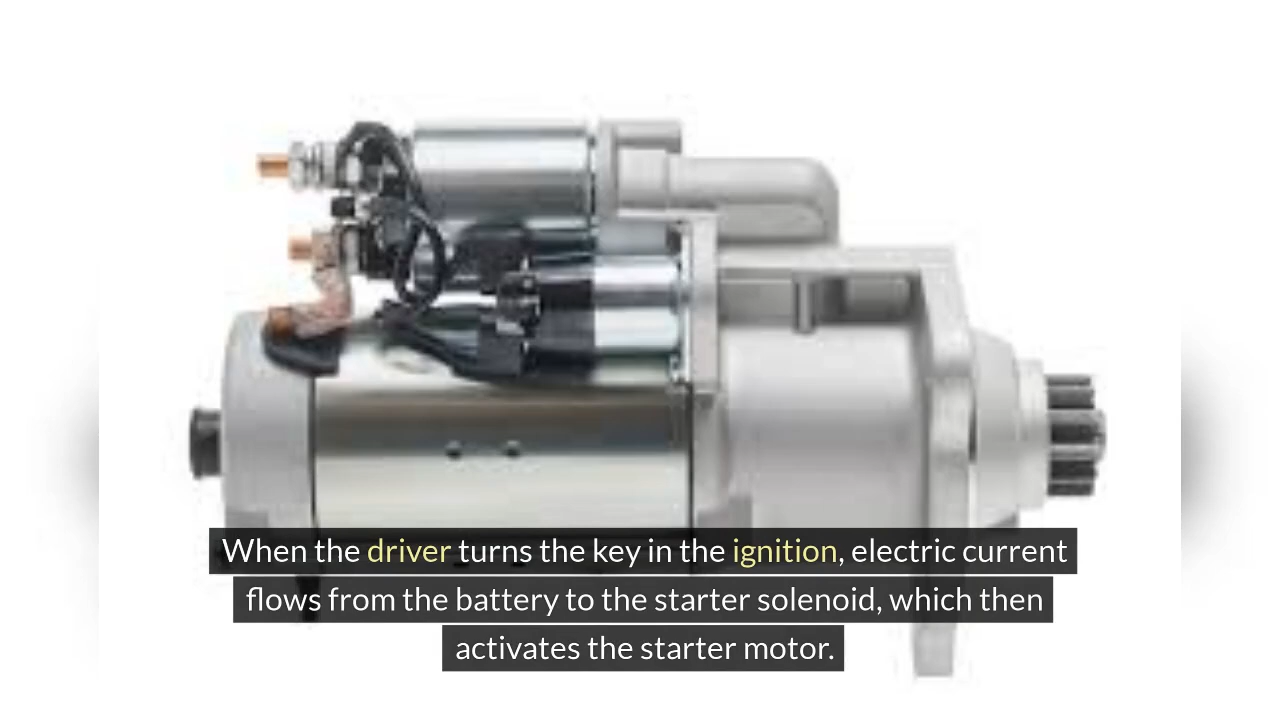 When the driver turns the key in the ignition, electric current
flows from the battery to the starter solenoid, which then
activates the starter motor.